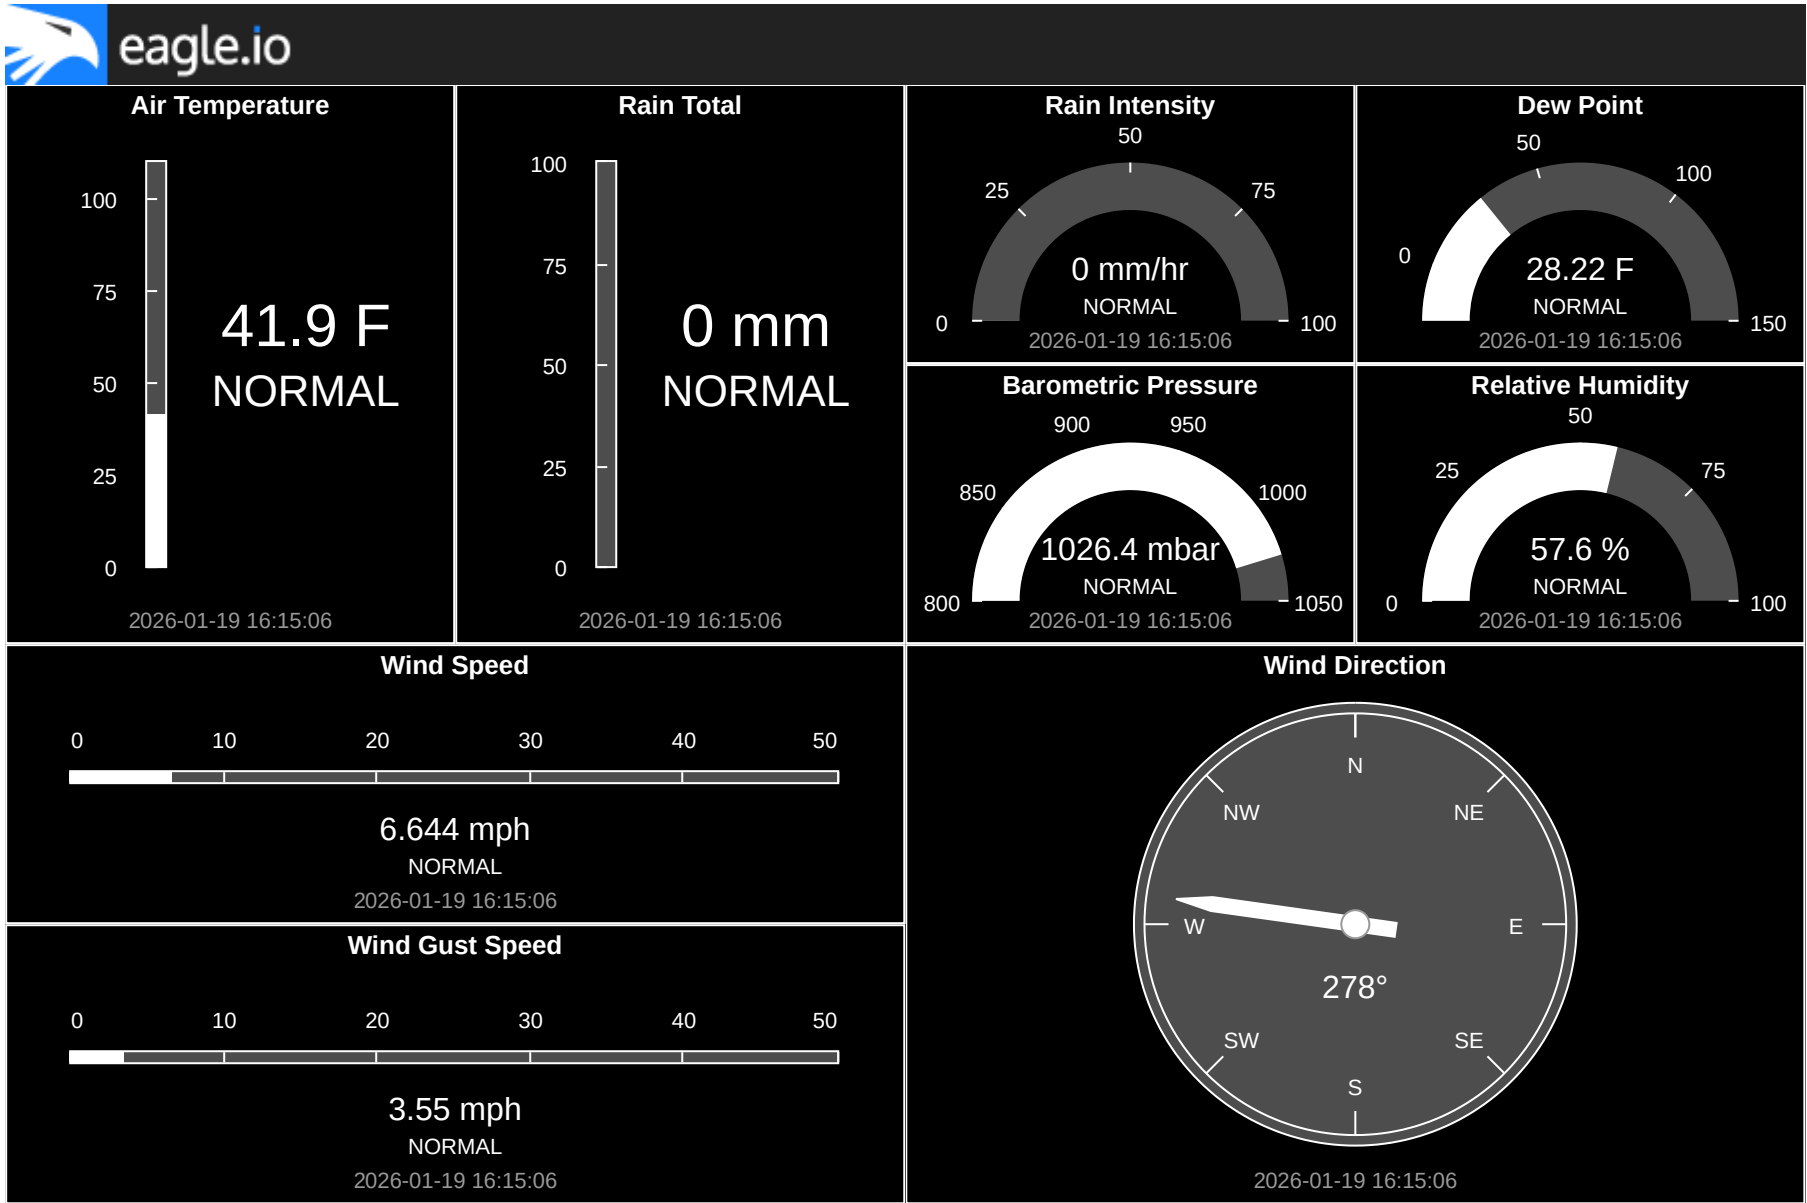 eagle.io
Air Temperature
100
75
50
25
0
41.9 F
NORMAL
2026-01-19 16:15:06
Rain Total
100
75
50
25
0
0 mm
NORMAL
2026-01-19 16:15:06
Rain Intensity
50
25
75
0
100
0 mm/hr
NORMAL
2026-01-19 16:15:06
Dew Point
50
100
0
150
28.22 F
NORMAL
2026-01-19 16:15:06
Barometric Pressure
900
950
850
1000
800
1050
1026.4 mbar
NORMAL
2026-01-19 16:15:06
Relative Humidity
50
25
75
0
100
57.6 %
NORMAL
2026-01-19 16:15:06
Wind Speed
0 10 20 30 40 50
6.644 mph
NORMAL
2026-01-19 16:15:06
Wind Gust Speed
0 10 20 30 40 50
3.55 mph
NORMAL
2026-01-19 16:15:06
Wind Direction
N
NW NE
W E
278°
SW SE
S
2026-01-19 16:15:06